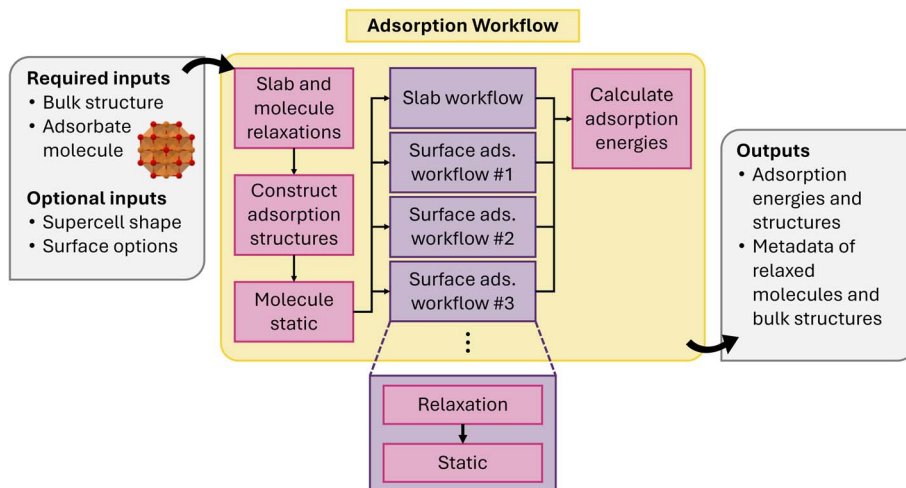 Adsorption Workflow
Required inputs
• Bulk structure
• Adsorbate
molecule
Optional inputs
• Supercell shape
• Surface options
Slab and
molecule
relaxations
Construct
adsorption
structures
Molecule
static
Slab workflow
Surface ads.
workflow #1
Surface ads.
workflow #2
Surface ads.
workflow #3
⋮
Relaxation
Static
Calculate
adsorption
energies
Outputs
• Adsorption
energies and
structures
• Metadata of
relaxed
molecules and
bulk structures